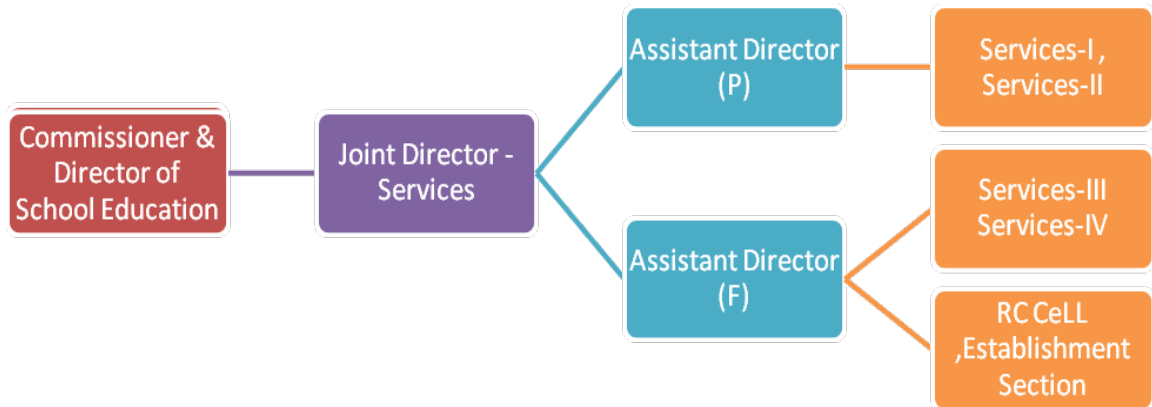 Commissioner &
Director of
School Education
Joint Director -
Services
Assistant Director
(P)
Services-I ,
Services-II
Assistant Director
(F)
Services-III
Services-IV
RC CeLL
,Establishment
Section